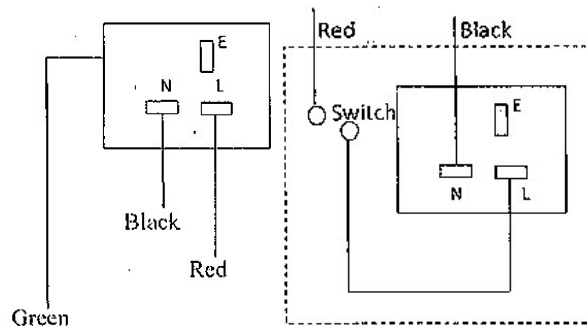 E
N L
Black
Red
Green
Red Black
Switch
E
N L